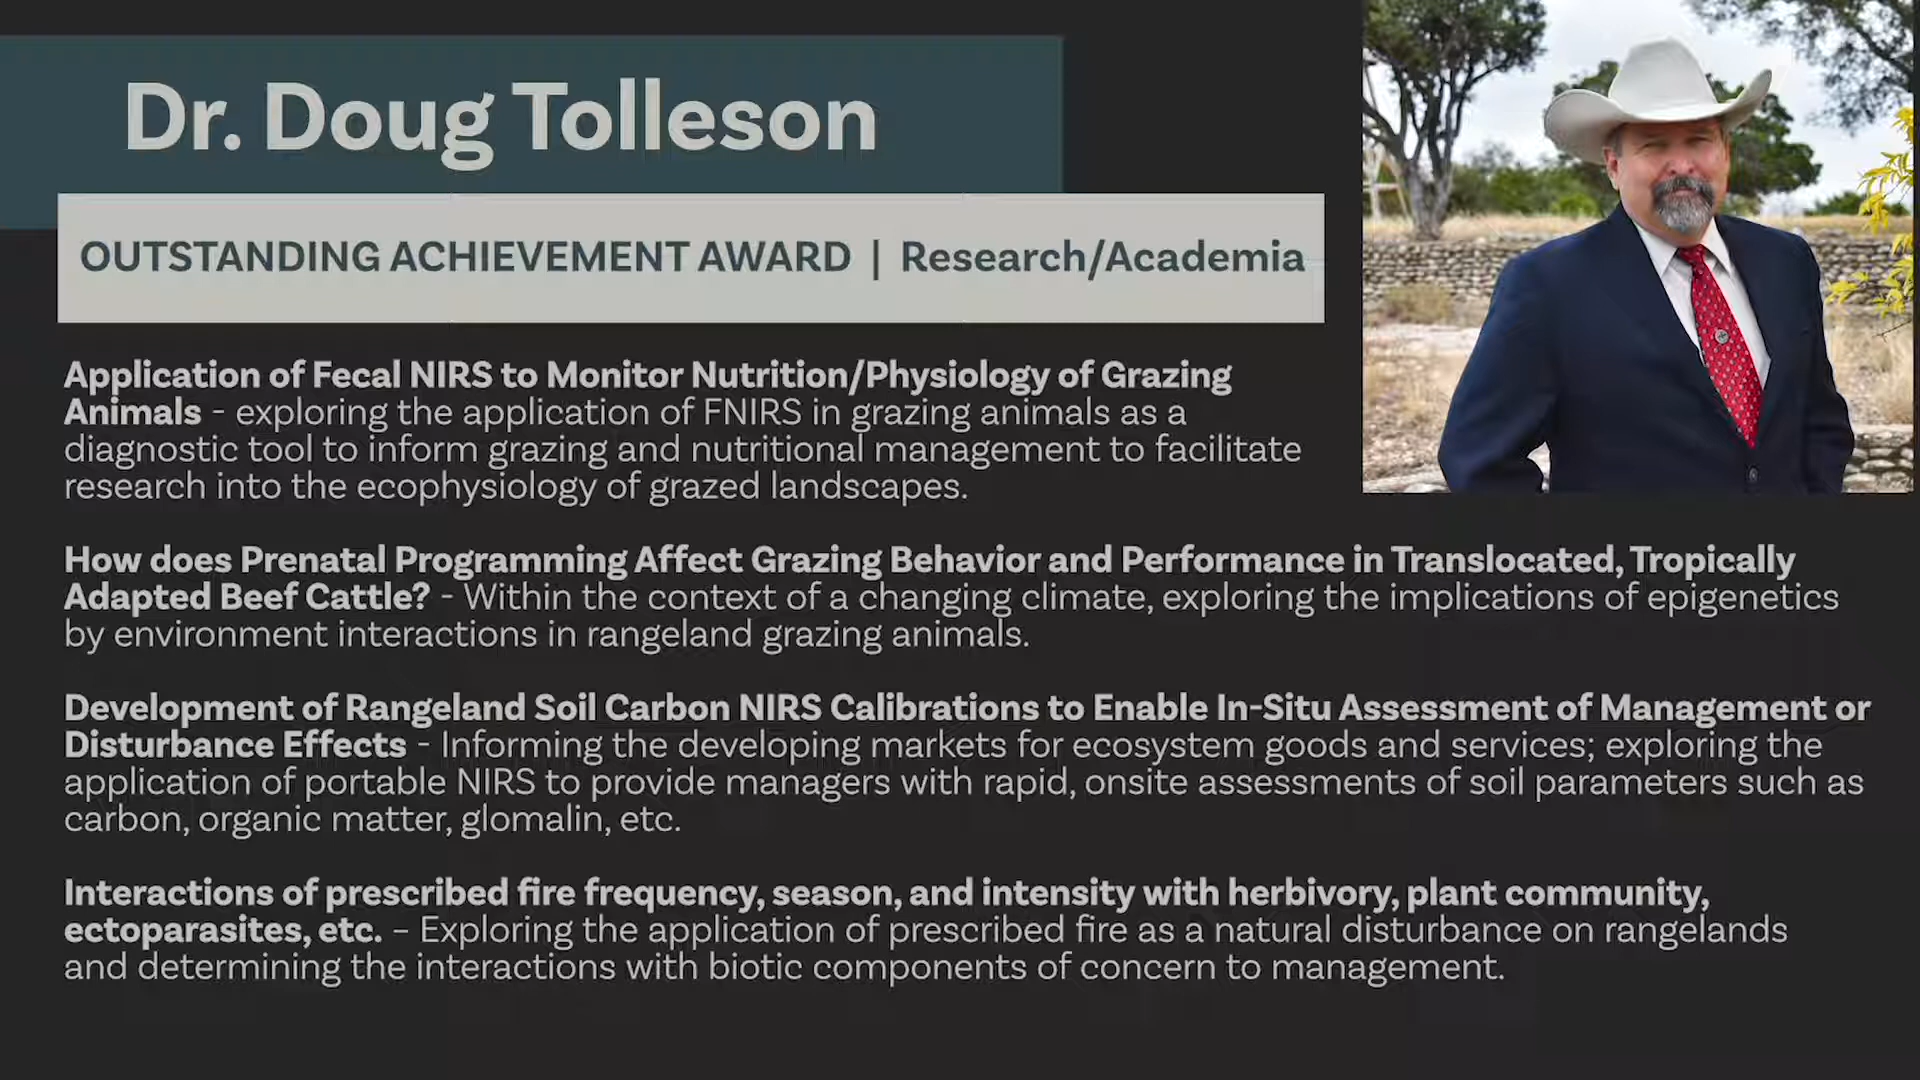 Dr. Doug Tolleson
OUTSTANDING ACHIEVEMENT AWARD | Research/Academia
Application of Fecal NIRS to Monitor Nutrition/Physiology of Grazing
Animals - exploring the application of FNIRS in grazing animals as a
diagnostic tool to inform grazing and nutritional management to facilitate
research into the ecophysiology of grazed landscapes.
How does Prenatal Programming Affect Grazing Behavior and Performance in Translocated, Tropically
Adapted Beef Cattle? - Within the context of a changing climate, exploring the implications of epigenetics
by environment interactions in rangeland grazing animals.
Development of Rangeland Soil Carbon NIRS Calibrations to Enable In-Situ Assessment of Management or
Disturbance Effects - Informing the developing markets for ecosystem goods and services; exploring the
application of portable NIRS to provide managers with rapid, onsite assessments of soil parameters such as
carbon, organic matter, glomalin, etc.
Interactions of prescribed fire frequency, season, and intensity with herbivory, plant community,
ectoparasites, etc. – Exploring the application of prescribed fire as a natural disturbance on rangelands
and determining the interactions with biotic components of concern to management.